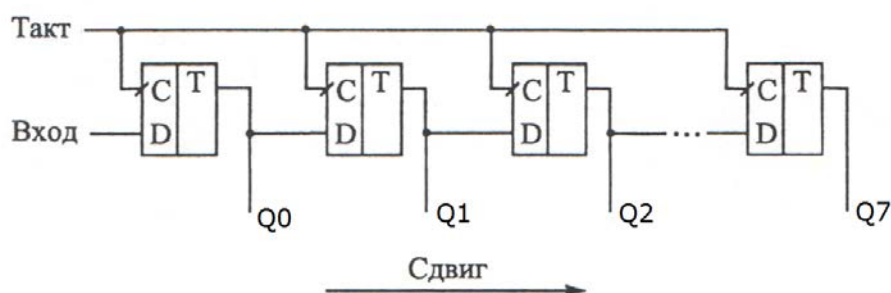 Такт
C T C T C T C T
Вход D D D ... D
Q0 Q1 Q2 Q7
Сдвиг